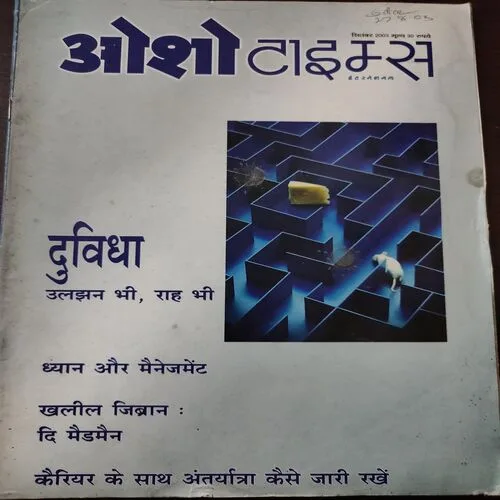 सितंबर 2003 मूल्य 30 रुपये
ओशो टाइम्स
इंटरनेशनल
दुविधा
उलझन भी, राह भी
ध्यान और मैनेजमेंट
खलील जिब्रान :
दि मैडमैन
कैरियर के साथ अंतर्यात्रा कैसे जारी रखें